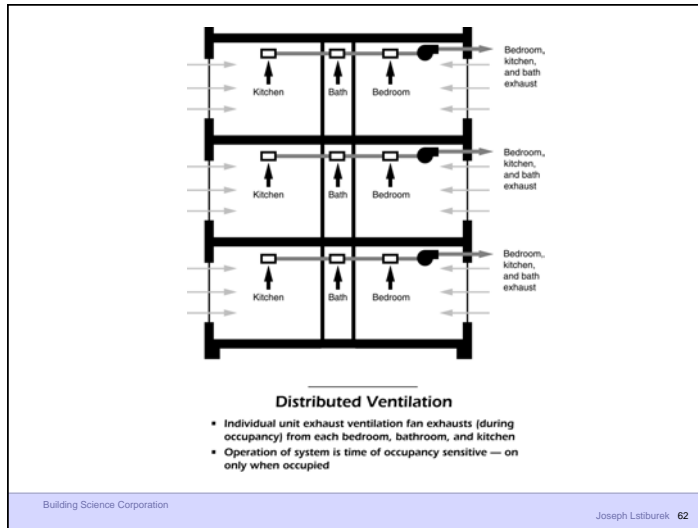 Bedroom,
kitchen,
and bath
exhaust
Kitchen Bath Bedroom
Bedroom,
kitchen,
and bath
exhaust
Kitchen Bath Bedroom
Bedroom,
kitchen,
and bath
exhaust
Kitchen Bath Bedroom
Distributed Ventilation
▪ Individual unit exhaust ventilation fan exhausts (during
occupancy) from each bedroom, bathroom, and kitchen
▪ Operation of system is time of occupancy sensitive — on
only when occupied
Building Science Corporation
Joseph Lstiburek 62